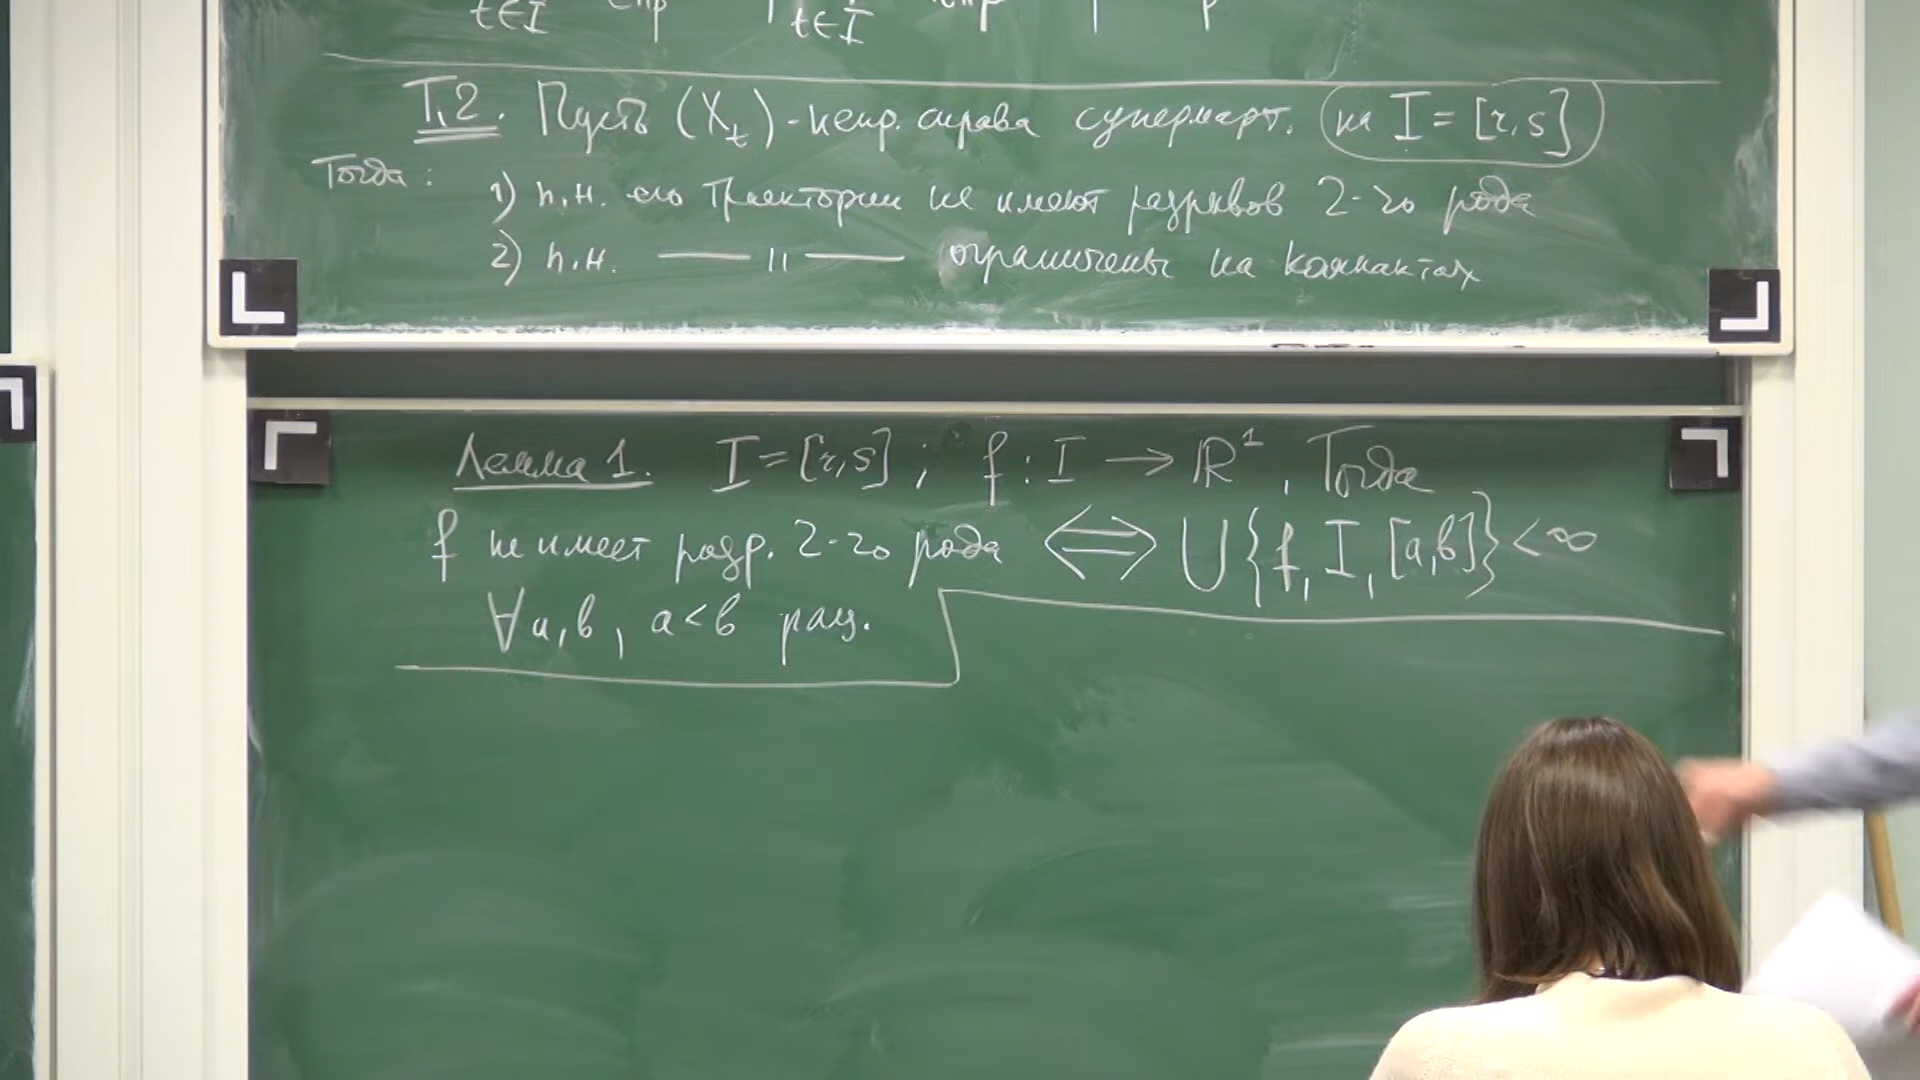 t∈I t∈I
Т.2. Пусть (X_t) - непр. справа супермарт. на I = [r, s]
Тогда:
1) п.н. его траектории не имеют разрывов 2-го рода
2) п.н. —— 〃 —— ограничены на компактах
Лемма 1. I = [r, s] ; f : I → ℝ¹, Тогда
f не имеет разр. 2-го рода ⟺ U{f, I, [a, b]} < ∞
∀ a, b, a < b рац.